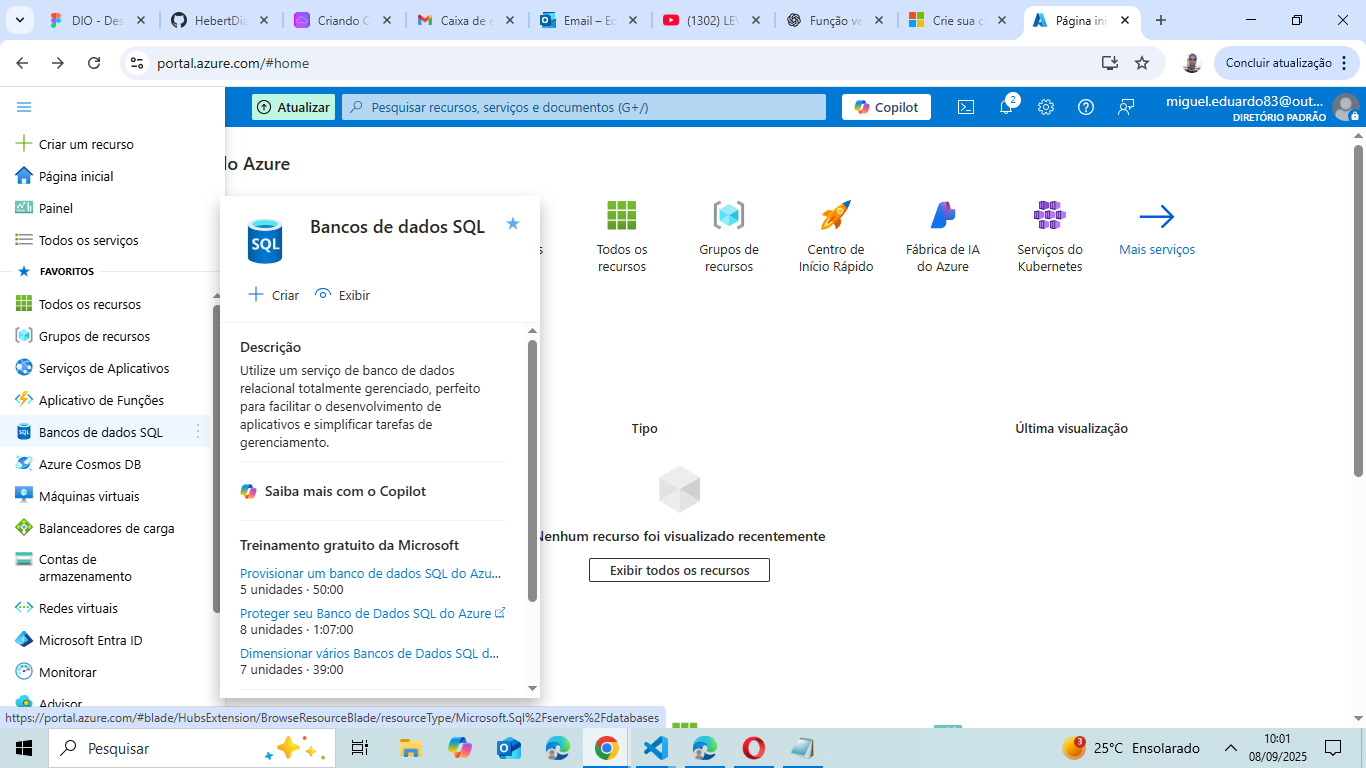 DIO - Des
HebertDia
Criando C
Caixa de e
Email – Ed
(1302) LE
Função ve
Crie sua c
Página ini
portal.azure.com/#home
Concluir atualização
Atualizar
Pesquisar recursos, serviços e documentos (G+/)
Copilot
2
miguel.eduardo83@out...
DIRETÓRIO PADRÃO
Criar um recurso
Página inicial
Painel
Todos os serviços
FAVORITOS
Todos os recursos
Grupos de recursos
Serviços de Aplicativos
Aplicativo de Funções
Bancos de dados SQL
Azure Cosmos DB
Máquinas virtuais
Balanceadores de carga
Contas de
armazenamento
Redes virtuais
Microsoft Entra ID
Monitorar
Advisor
do Azure
SQL
Bancos de dados SQL
Criar
Exibir
Descrição
Utilize um serviço de banco de dados
relacional totalmente gerenciado, perfeito
para facilitar o desenvolvimento de
aplicativos e simplificar tarefas de
gerenciamento.
Saiba mais com o Copilot
Treinamento gratuito da Microsoft
Provisionar um banco de dados SQL do Azu...
5 unidades · 50:00
Proteger seu Banco de Dados SQL do Azure
8 unidades · 1:07:00
Dimensionar vários Bancos de Dados SQL d...
7 unidades · 39:00
s
Todos os
recursos
Grupos de
recursos
Centro de
Início Rápido
Fábrica de IA
do Azure
Serviços do
Kubernetes
Mais serviços
Tipo
Última visualização
Nenhum recurso foi visualizado recentemente
Exibir todos os recursos
https://portal.azure.com/#blade/HubsExtension/BrowseResourceBlade/resourceType/Microsoft.Sql%2Fservers%2Fdatabases
Pesquisar
3
25°C Ensolarado
10:01
08/09/2025